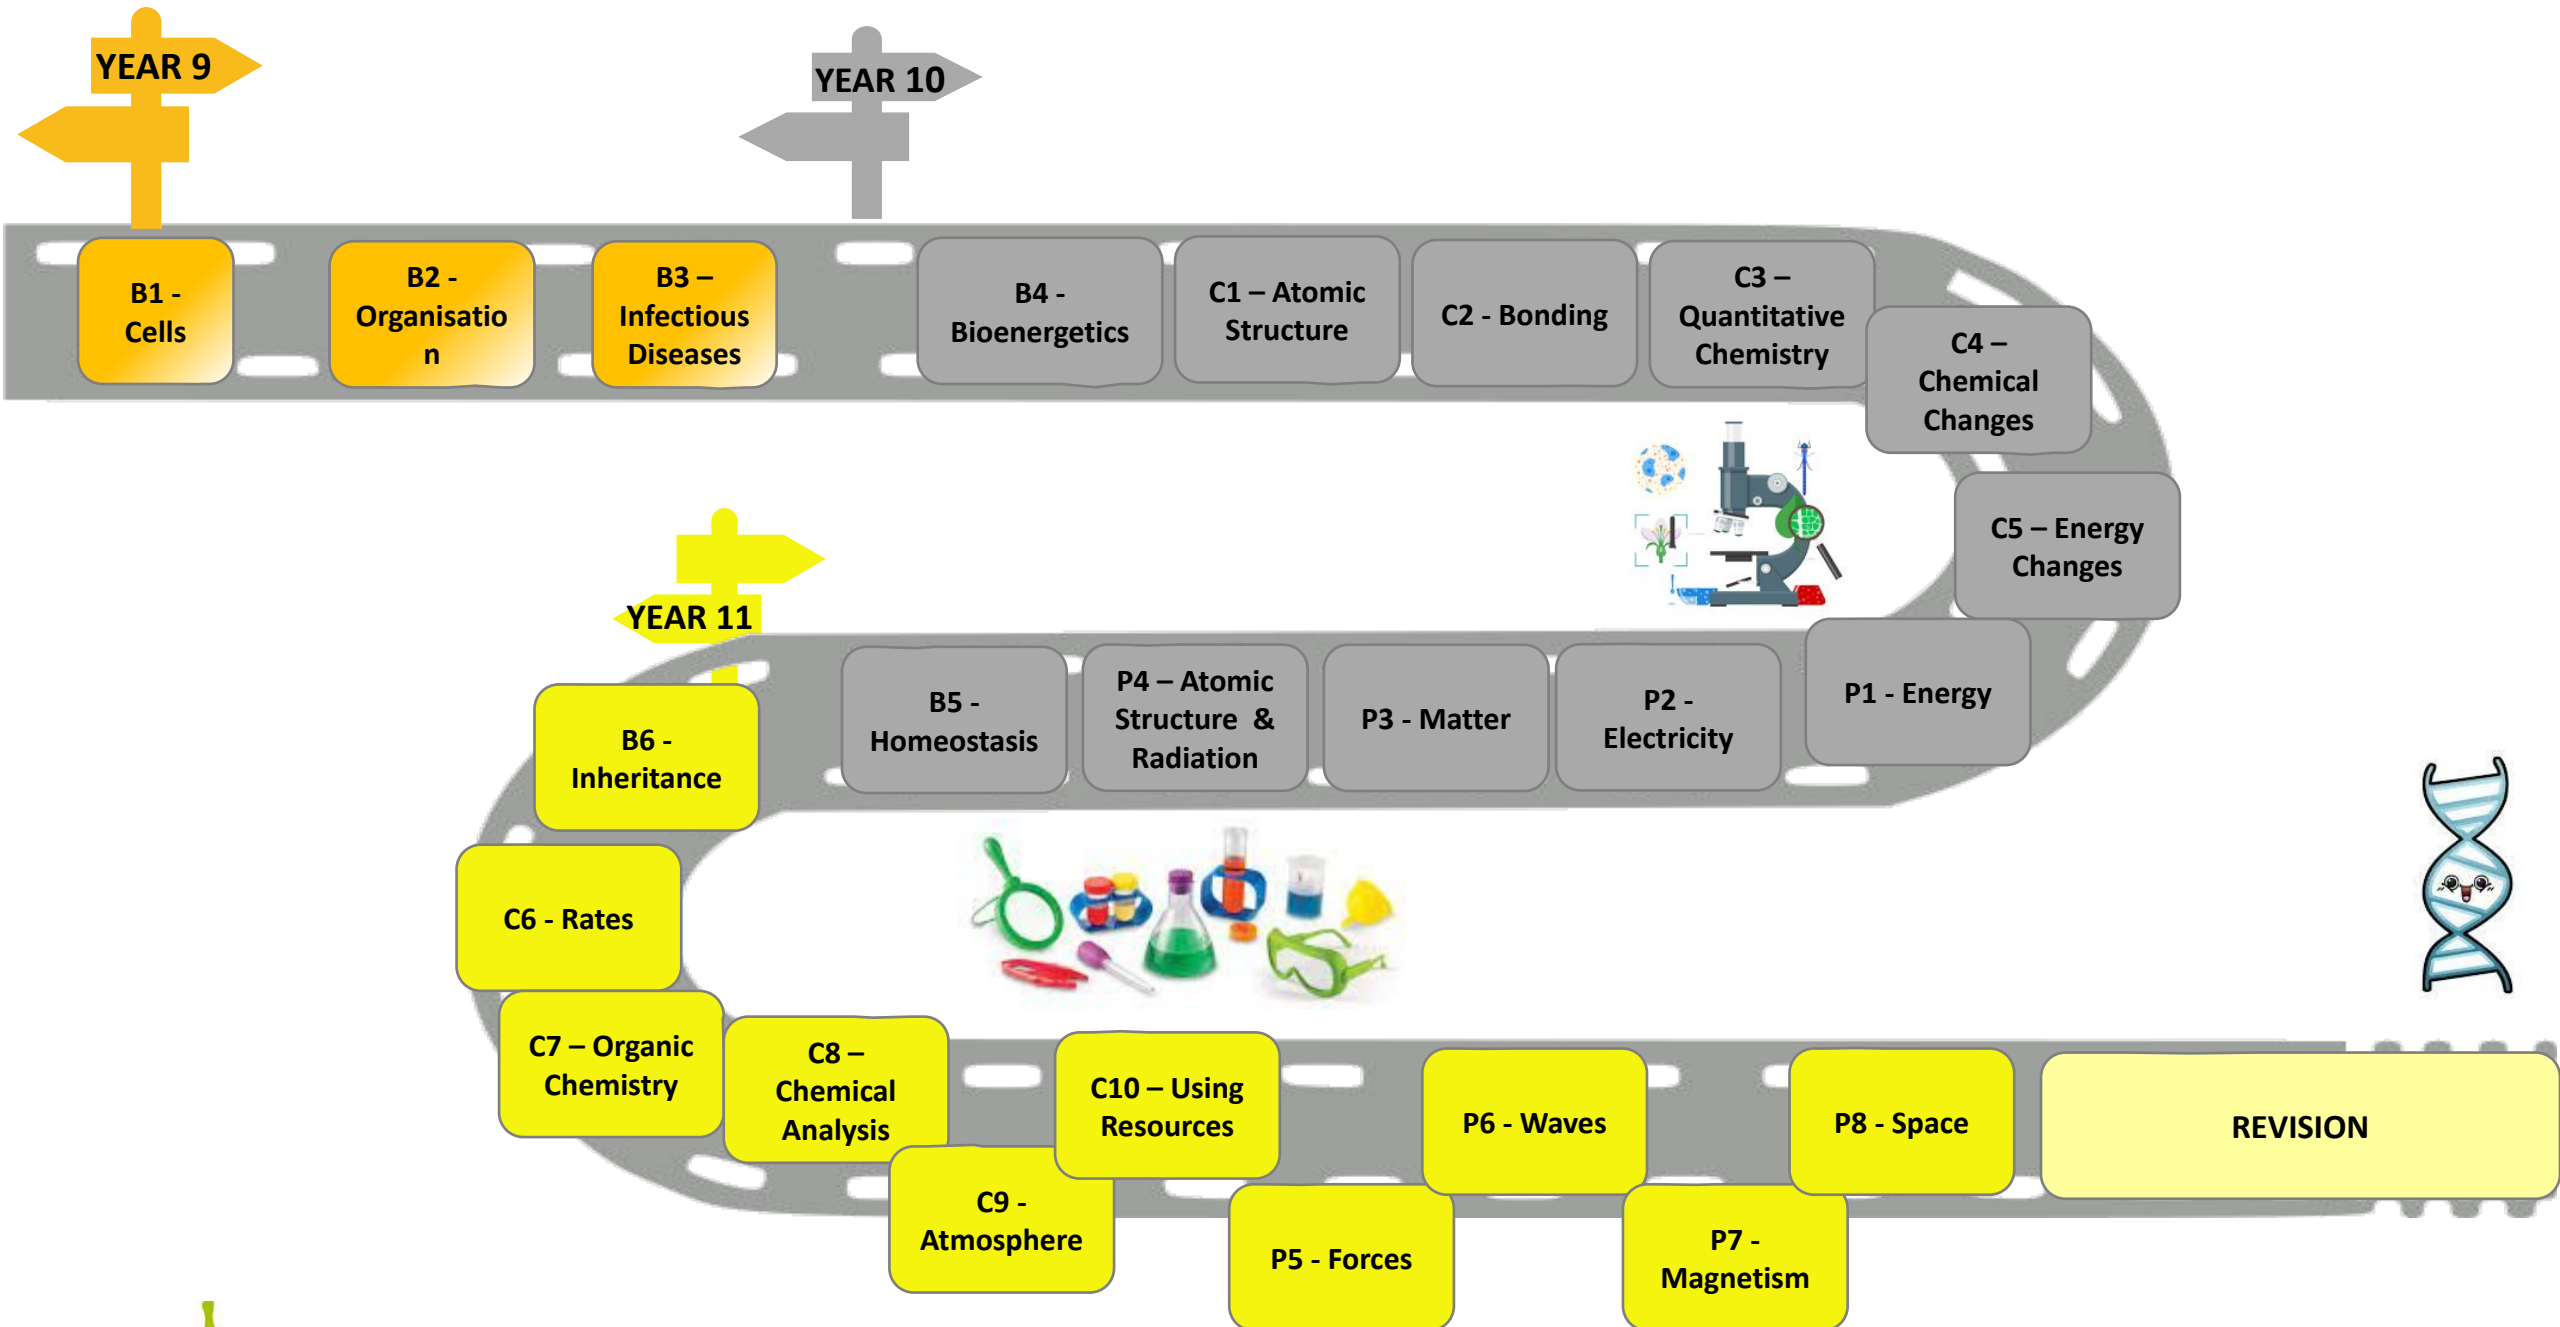 YEAR 9
YEAR 10
B1 -
Cells
B2 -
Organisatio
n
B3 –
Infectious
Diseases
B4 -
Bioenergetics
C1 – Atomic
Structure
C2 - Bonding
C3 –
Quantitative
Chemistry
C4 –
Chemical
Changes
C5 – Energy
Changes
P1 - Energy
P2 -
Electricity
P3 - Matter
P4 – Atomic
Structure &
Radiation
B5 -
Homeostasis
YEAR 11
B6 -
Inheritance
C6 - Rates
C7 – Organic
Chemistry
C8 –
Chemical
Analysis
C9 -
Atmosphere
C10 – Using
Resources
P5 - Forces
P6 - Waves
P7 -
Magnetism
P8 - Space
REVISION